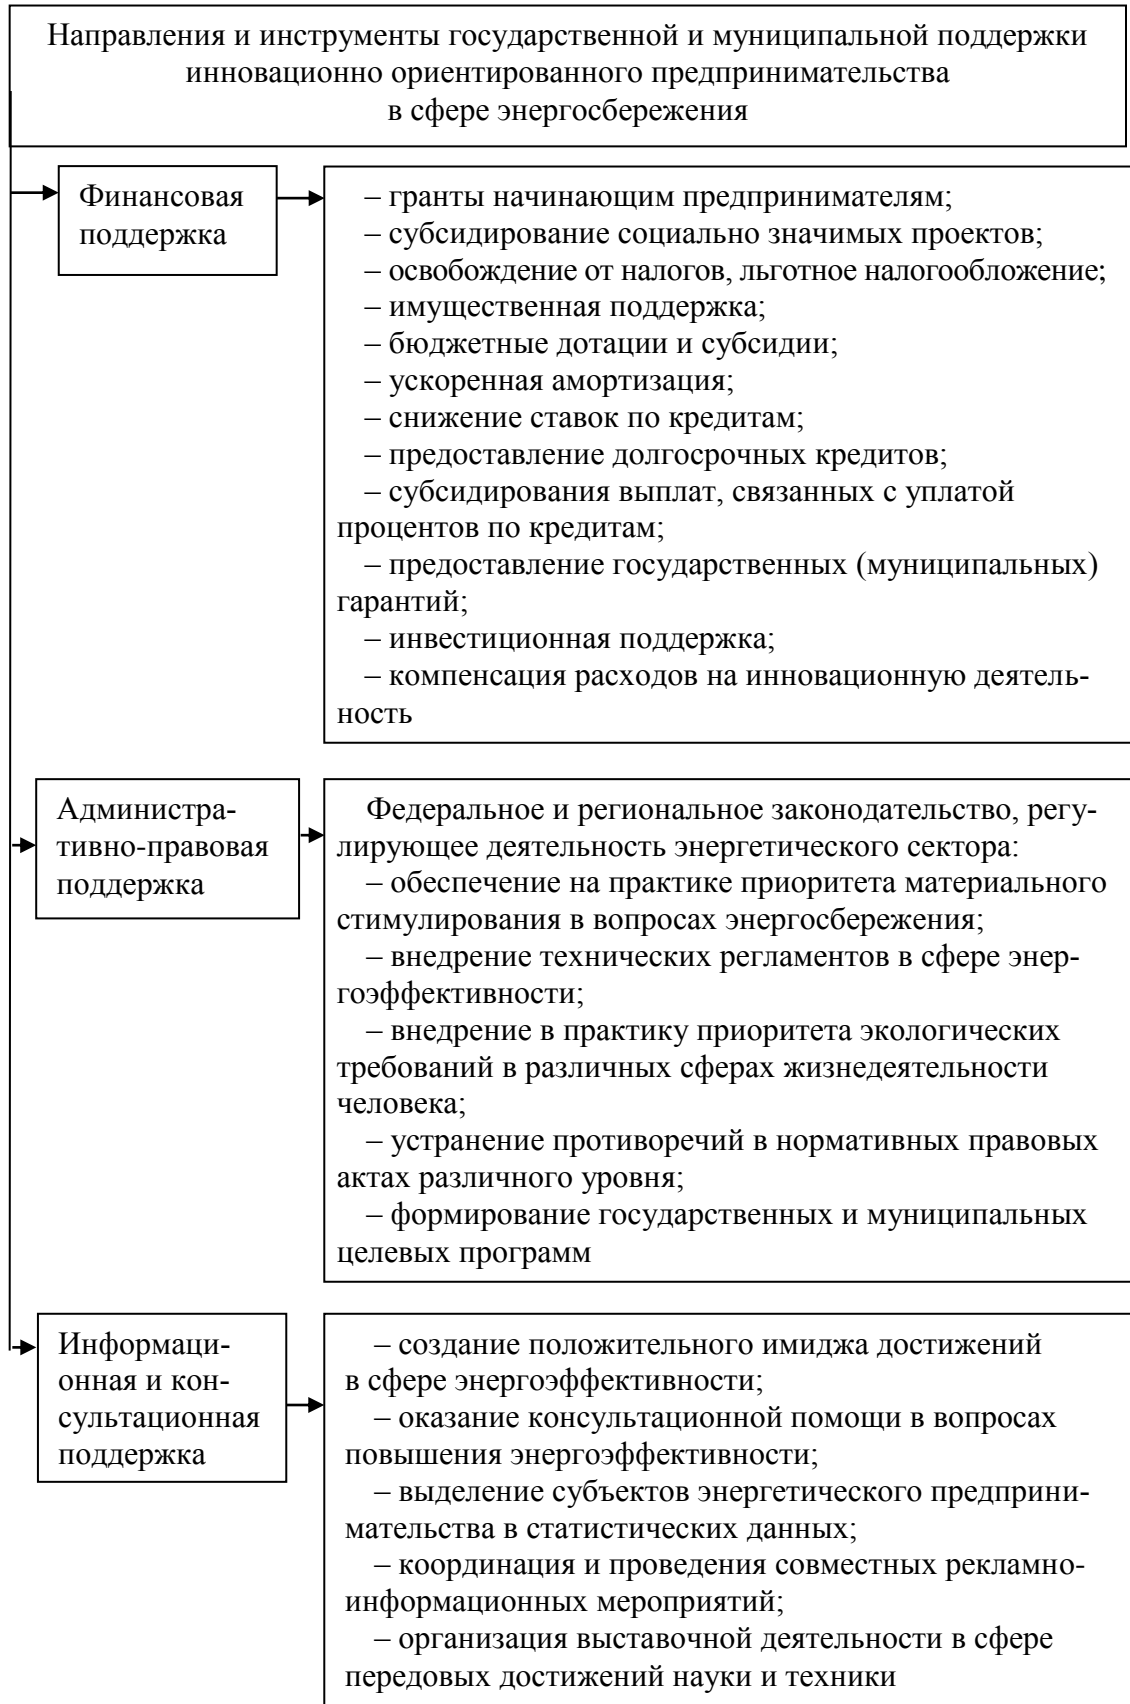 Направления и инструменты государственной и муниципальной поддержки
инновационно ориентированного предпринимательства
в сфере энергосбережения
Финансовая
поддержка
– гранты начинающим предпринимателям;
– субсидирование социально значимых проектов;
– освобождение от налогов, льготное налогообложение;
– имущественная поддержка;
– бюджетные дотации и субсидии;
– ускоренная амортизация;
– снижение ставок по кредитам;
– предоставление долгосрочных кредитов;
– субсидирования выплат, связанных с уплатой
процентов по кредитам;
– предоставление государственных (муниципальных)
гарантий;
– инвестиционная поддержка;
– компенсация расходов на инновационную деятель-
ность
Администра-
тивно-правовая
поддержка
Федеральное и региональное законодательство, регу-
лирующее деятельность энергетического сектора:
– обеспечение на практике приоритета материального
стимулирования в вопросах энергосбережения;
– внедрение технических регламентов в сфере энер-
гоэффективности;
– внедрение в практику приоритета экологических
требований в различных сферах жизнедеятельности
человека;
– устранение противоречий в нормативных правовых
актах различного уровня;
– формирование государственных и муниципальных
целевых программ
Информаци-
онная и кон-
сультационная
поддержка
– создание положительного имиджа достижений
в сфере энергоэффективности;
– оказание консультационной помощи в вопросах
повышения энергоэффективности;
– выделение субъектов энергетического предприни-
мательства в статистических данных;
– координация и проведения совместных рекламно-
информационных мероприятий;
– организация выставочной деятельности в сфере
передовых достижений науки и техники